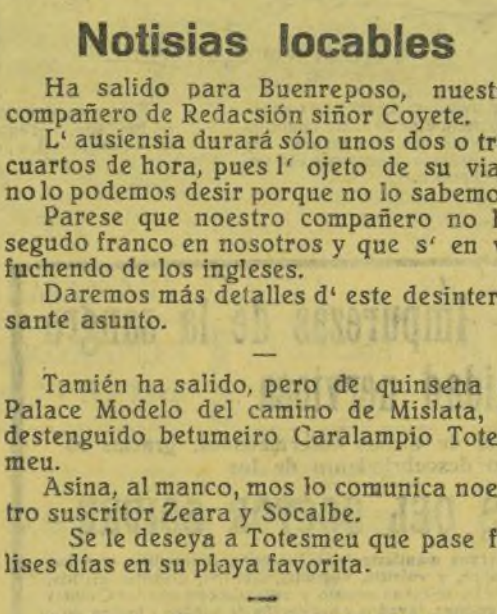 Notisias locables
Ha salido para Buenreposo, nuest
compañero de Redacsión siñor Coyete.
L‘ ausiensia durará sólo unos dos o tr
cuartos de hora, pues l‘ ojeto de su via
no lo podemos desir porque no lo sabemo
Parese que noestro compañero no h
segudo franco en nosotros y que s‘ en v
fuchendo de los ingleses.
Daremos más detalles d‘ este desinter
sante asunto.
—
Tamién ha salido, pero de quinsena
Palace Modelo del camino de Mislata,
destenguido betumeiro Caralampio Tote
meu.
Asina, al manco, mos lo comunica noe
tro suscritor Zeara y Socalbe.
Se le deseya a Totesmeu que pase f
lises días en su playa favorita.
—